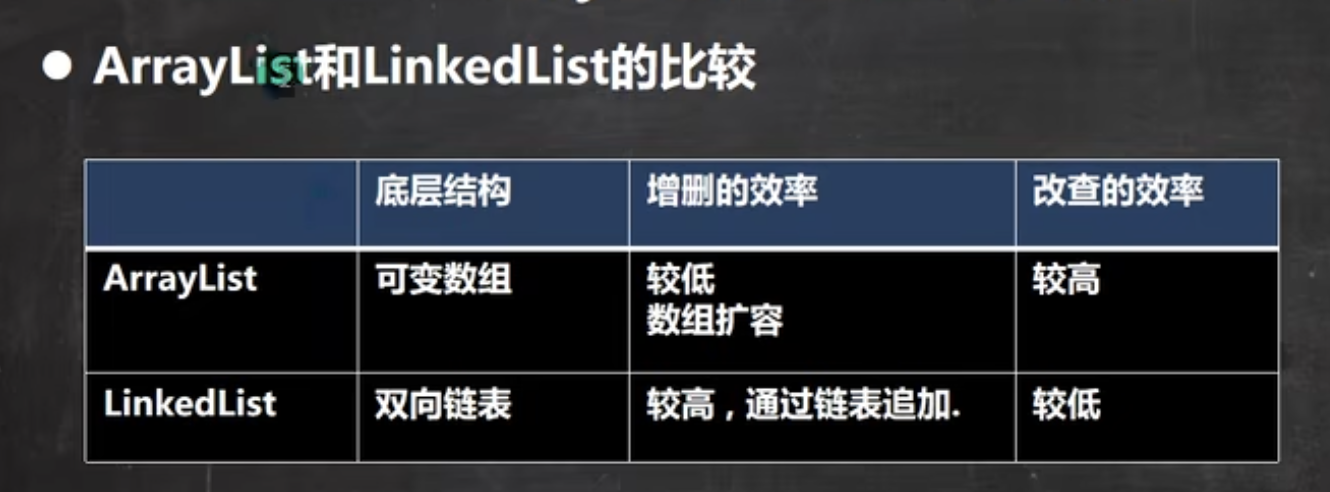 ArrayList和LinkedList的比较
底层结构 增删的效率 改查的效率
ArrayList 可变数组 较低 较高
数组扩容
LinkedList 双向链表 较高，通过链表追加. 较低